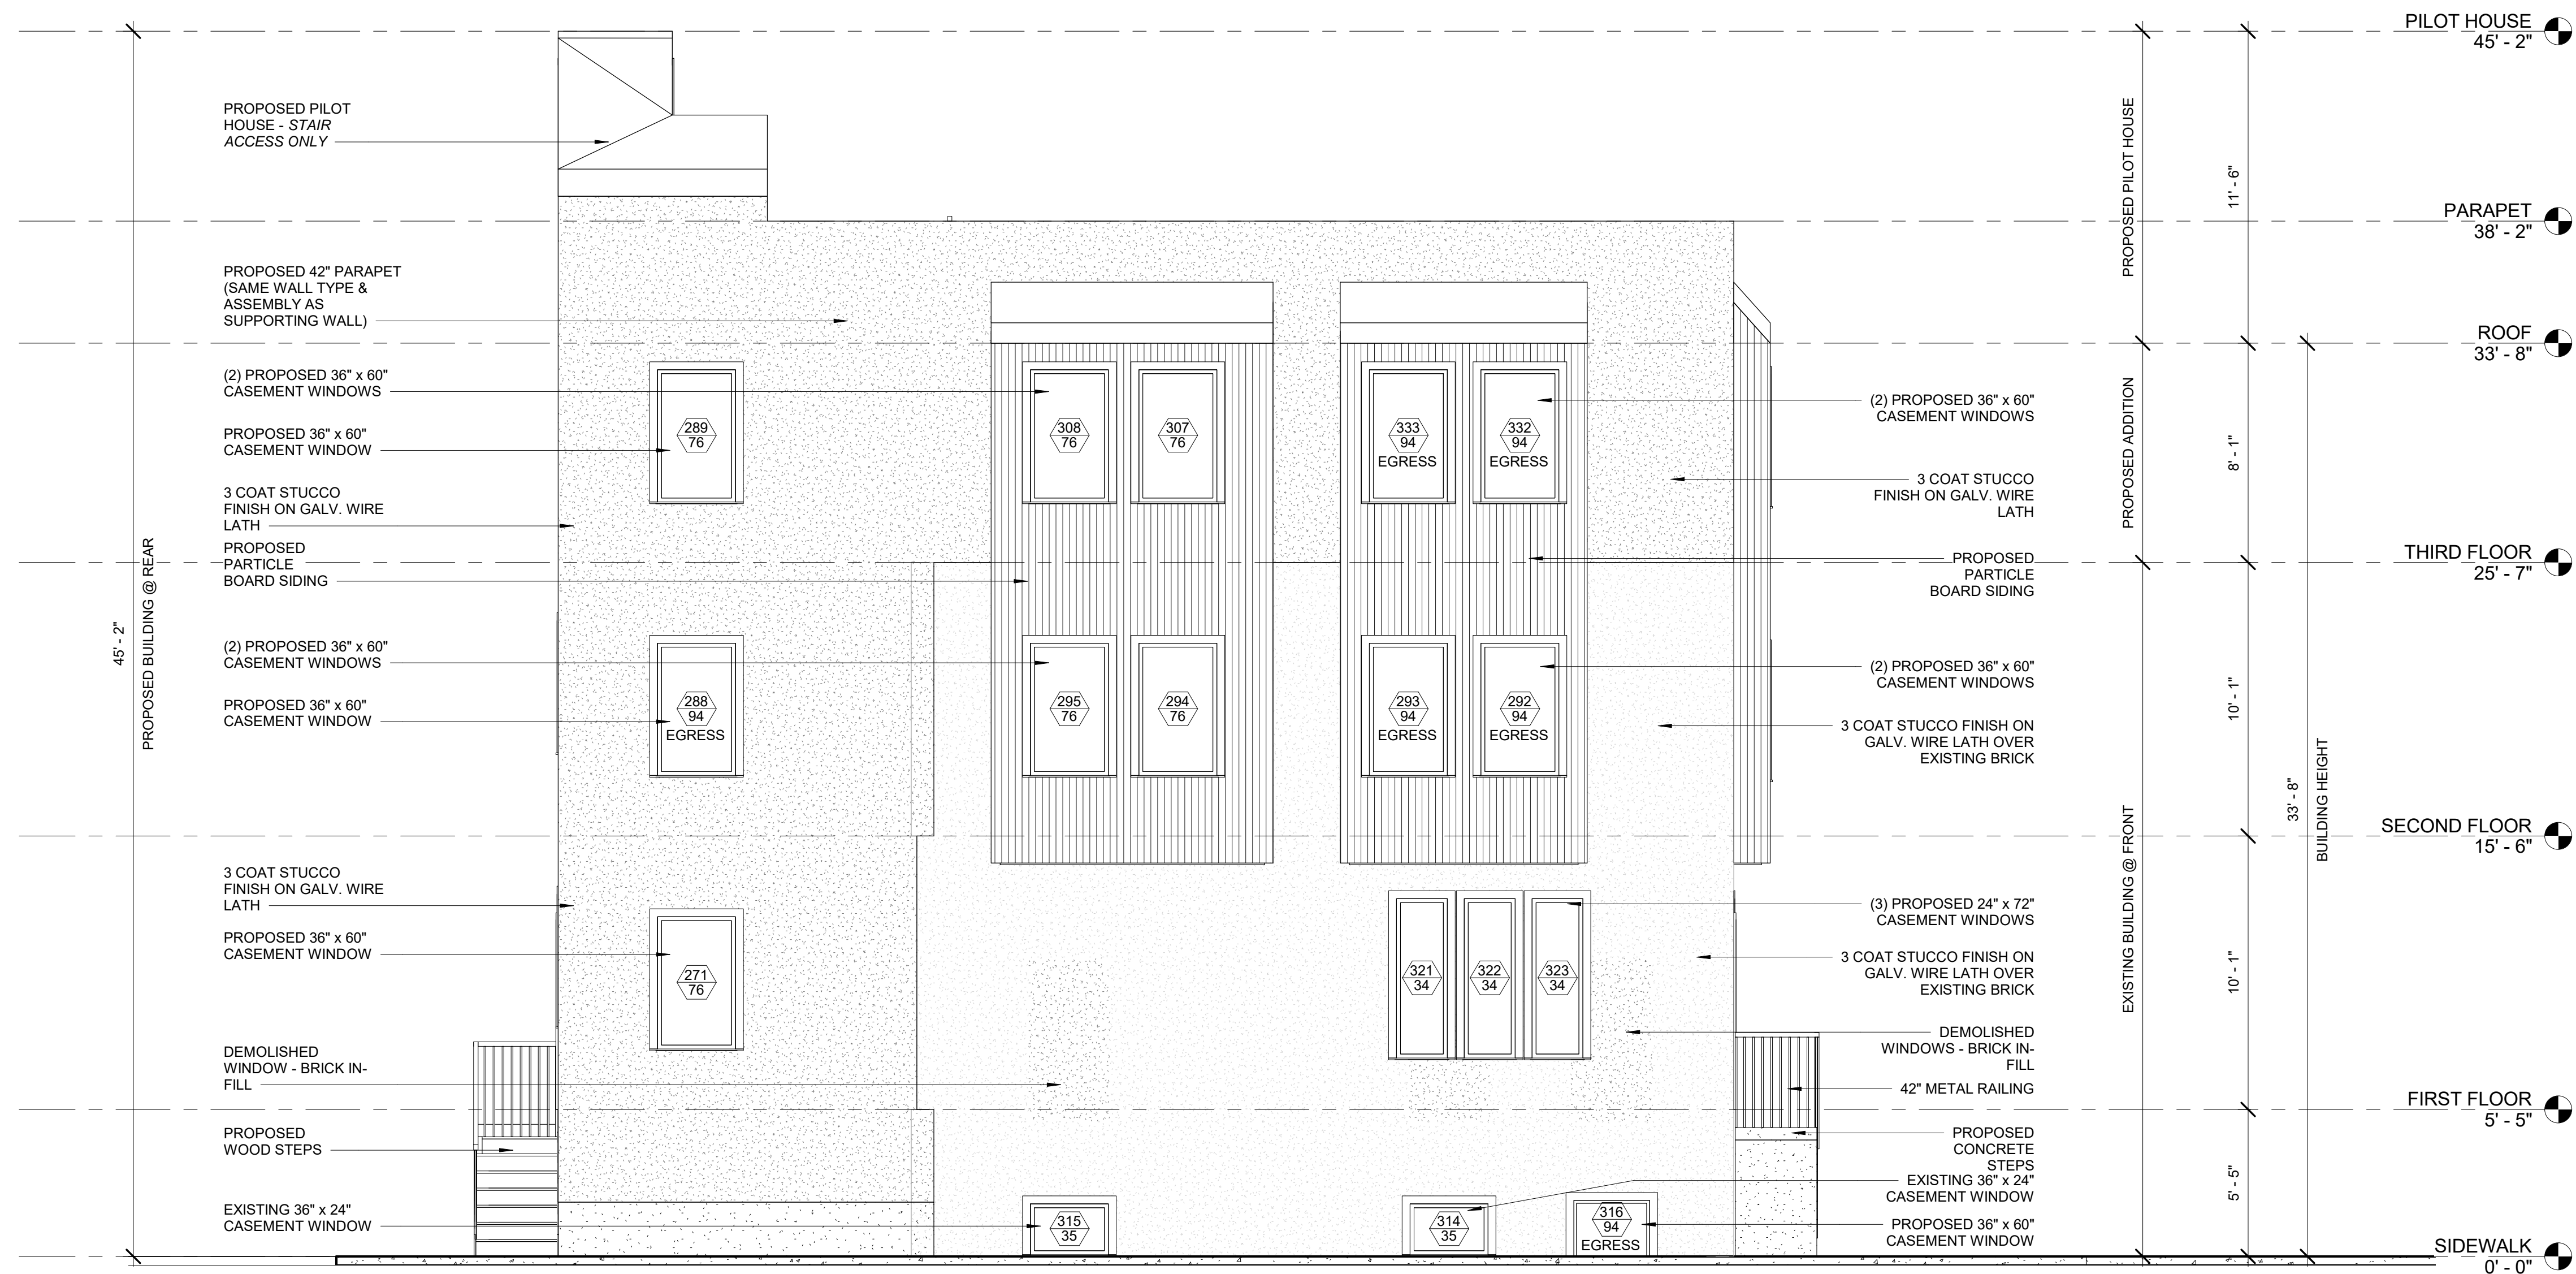 PROPOSED PILOT
HOUSE - STAIR
ACCESS ONLY
PROPOSED 42" PARAPET
(SAME WALL TYPE &
ASSEMBLY AS
SUPPORTING WALL)
(2) PROPOSED 36" x 60"
CASEMENT WINDOWS
PROPOSED 36" x 60"
CASEMENT WINDOW
3 COAT STUCCO
FINISH ON GALV. WIRE
LATH
PROPOSED
PARTICLE
BOARD SIDING
(2) PROPOSED 36" x 60"
CASEMENT WINDOWS
PROPOSED 36" x 60"
CASEMENT WINDOW
3 COAT STUCCO
FINISH ON GALV. WIRE
LATH
PROPOSED 36" x 60"
CASEMENT WINDOW
DEMOLISHED
WINDOW - BRICK IN-
FILL
PROPOSED
WOOD STEPS
EXISTING 36" x 24"
CASEMENT WINDOW
45' - 2"
PROPOSED BUILDING @ REAR
289
76
308
76
307
76
333
94
EGRESS
332
94
EGRESS
288
94
EGRESS
295
76
294
76
293
94
EGRESS
292
94
EGRESS
271
76
321
34
322
34
323
34
315
35
314
35
316
94
EGRESS
(2) PROPOSED 36" x 60"
CASEMENT WINDOWS
3 COAT STUCCO
FINISH ON GALV. WIRE
LATH
PROPOSED
PARTICLE
BOARD SIDING
(2) PROPOSED 36" x 60"
CASEMENT WINDOWS
3 COAT STUCCO FINISH ON
GALV. WIRE LATH OVER
EXISTING BRICK
(3) PROPOSED 24" x 72"
CASEMENT WINDOWS
3 COAT STUCCO FINISH ON
GALV. WIRE LATH OVER
EXISTING BRICK
DEMOLISHED
WINDOWS - BRICK IN-
FILL
42" METAL RAILING
PROPOSED
CONCRETE
STEPS
EXISTING 36" x 24"
CASEMENT WINDOW
PROPOSED 36" x 60"
CASEMENT WINDOW
PROPOSED PILOT HOUSE
PROPOSED ADDITION
EXISTING BUILDING @ FRONT
11' - 6"
8' - 1"
10' - 1"
10' - 1"
5' - 5"
33' - 8"
BUILDING HEIGHT
PILOT HOUSE
45' - 2"
PARAPET
38' - 2"
ROOF
33' - 8"
THIRD FLOOR
25' - 7"
SECOND FLOOR
15' - 6"
FIRST FLOOR
5' - 5"
SIDEWALK
0' - 0"